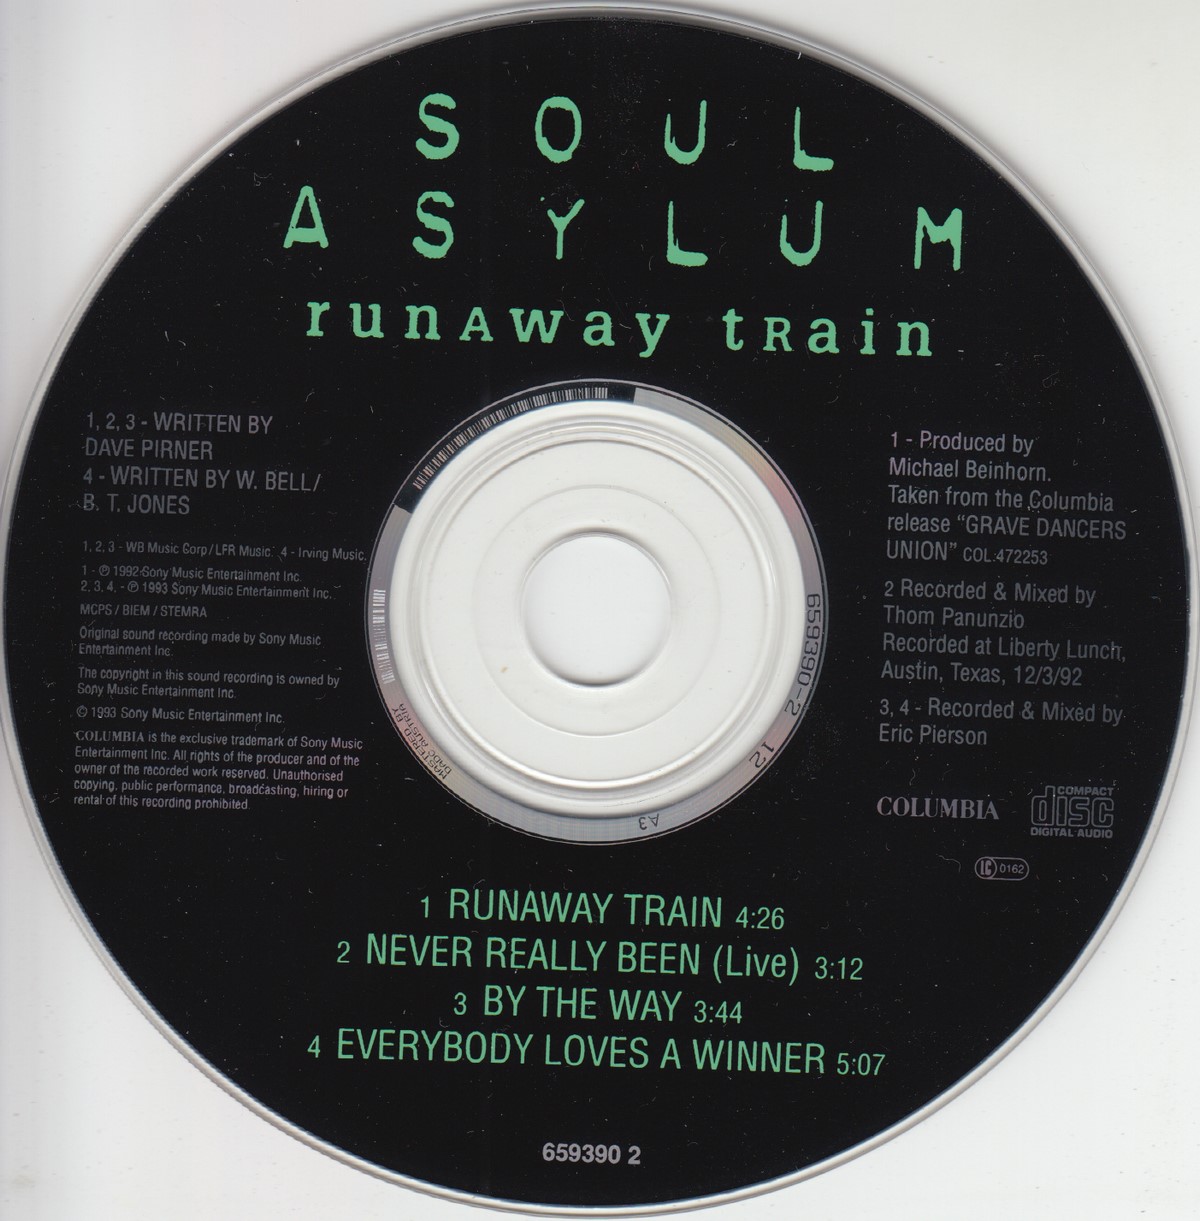 SOUL
ASYLUM
runAway tRain
1, 2, 3 - WRITTEN BY
DAVE PIRNER
4 - WRITTEN BY W. BELL/
B. T. JONES
1, 2, 3 - WB Music Corp/LFR Music. 4 - Irving Music.
1 - ℗ 1992 Sony Music Entertainment Inc.
2, 3, 4. - ℗ 1993 Sony Music Entertainment Inc.
MCPS / BIEM / STEMRA
Original sound recording made by Sony Music
Entertainment Inc.
The copyright in this sound recording is owned by
Sony Music Entertainment Inc.
© 1993 Sony Music Entertainment Inc.
COLUMBIA is the exclusive trademark of Sony Music
Entertainment Inc. All rights of the producer and of the
owner of the recorded work reserved. Unauthorised
copying, public performance, broadcasting, hiring or
rental of this recording prohibited.
1 - Produced by
Michael Beinhorn.
Taken from the Columbia
release “GRAVE DANCERS
UNION” COL 472253
2 Recorded & Mixed by
Thom Panunzio
Recorded at Liberty Lunch,
Austin, Texas, 12/3/92
3, 4 - Recorded & Mixed by
Eric Pierson
COLUMBIA
COMPACT
disc
DIGITAL AUDIO
LC 0162
659390-2
12
A3
MASTERED BY
DADC AUSTRIA
1 RUNAWAY TRAIN 4:26
2 NEVER REALLY BEEN (Live) 3:12
3 BY THE WAY 3:44
4 EVERYBODY LOVES A WINNER 5:07
659390 2